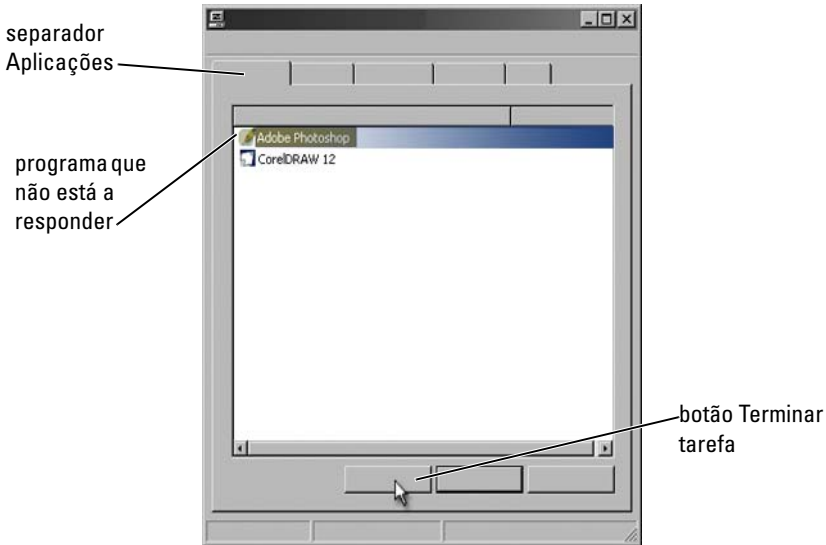 separador
Aplicações
Adobe Photoshop
CorelDRAW 12
programa que
não está a
responder
botão Terminar
tarefa